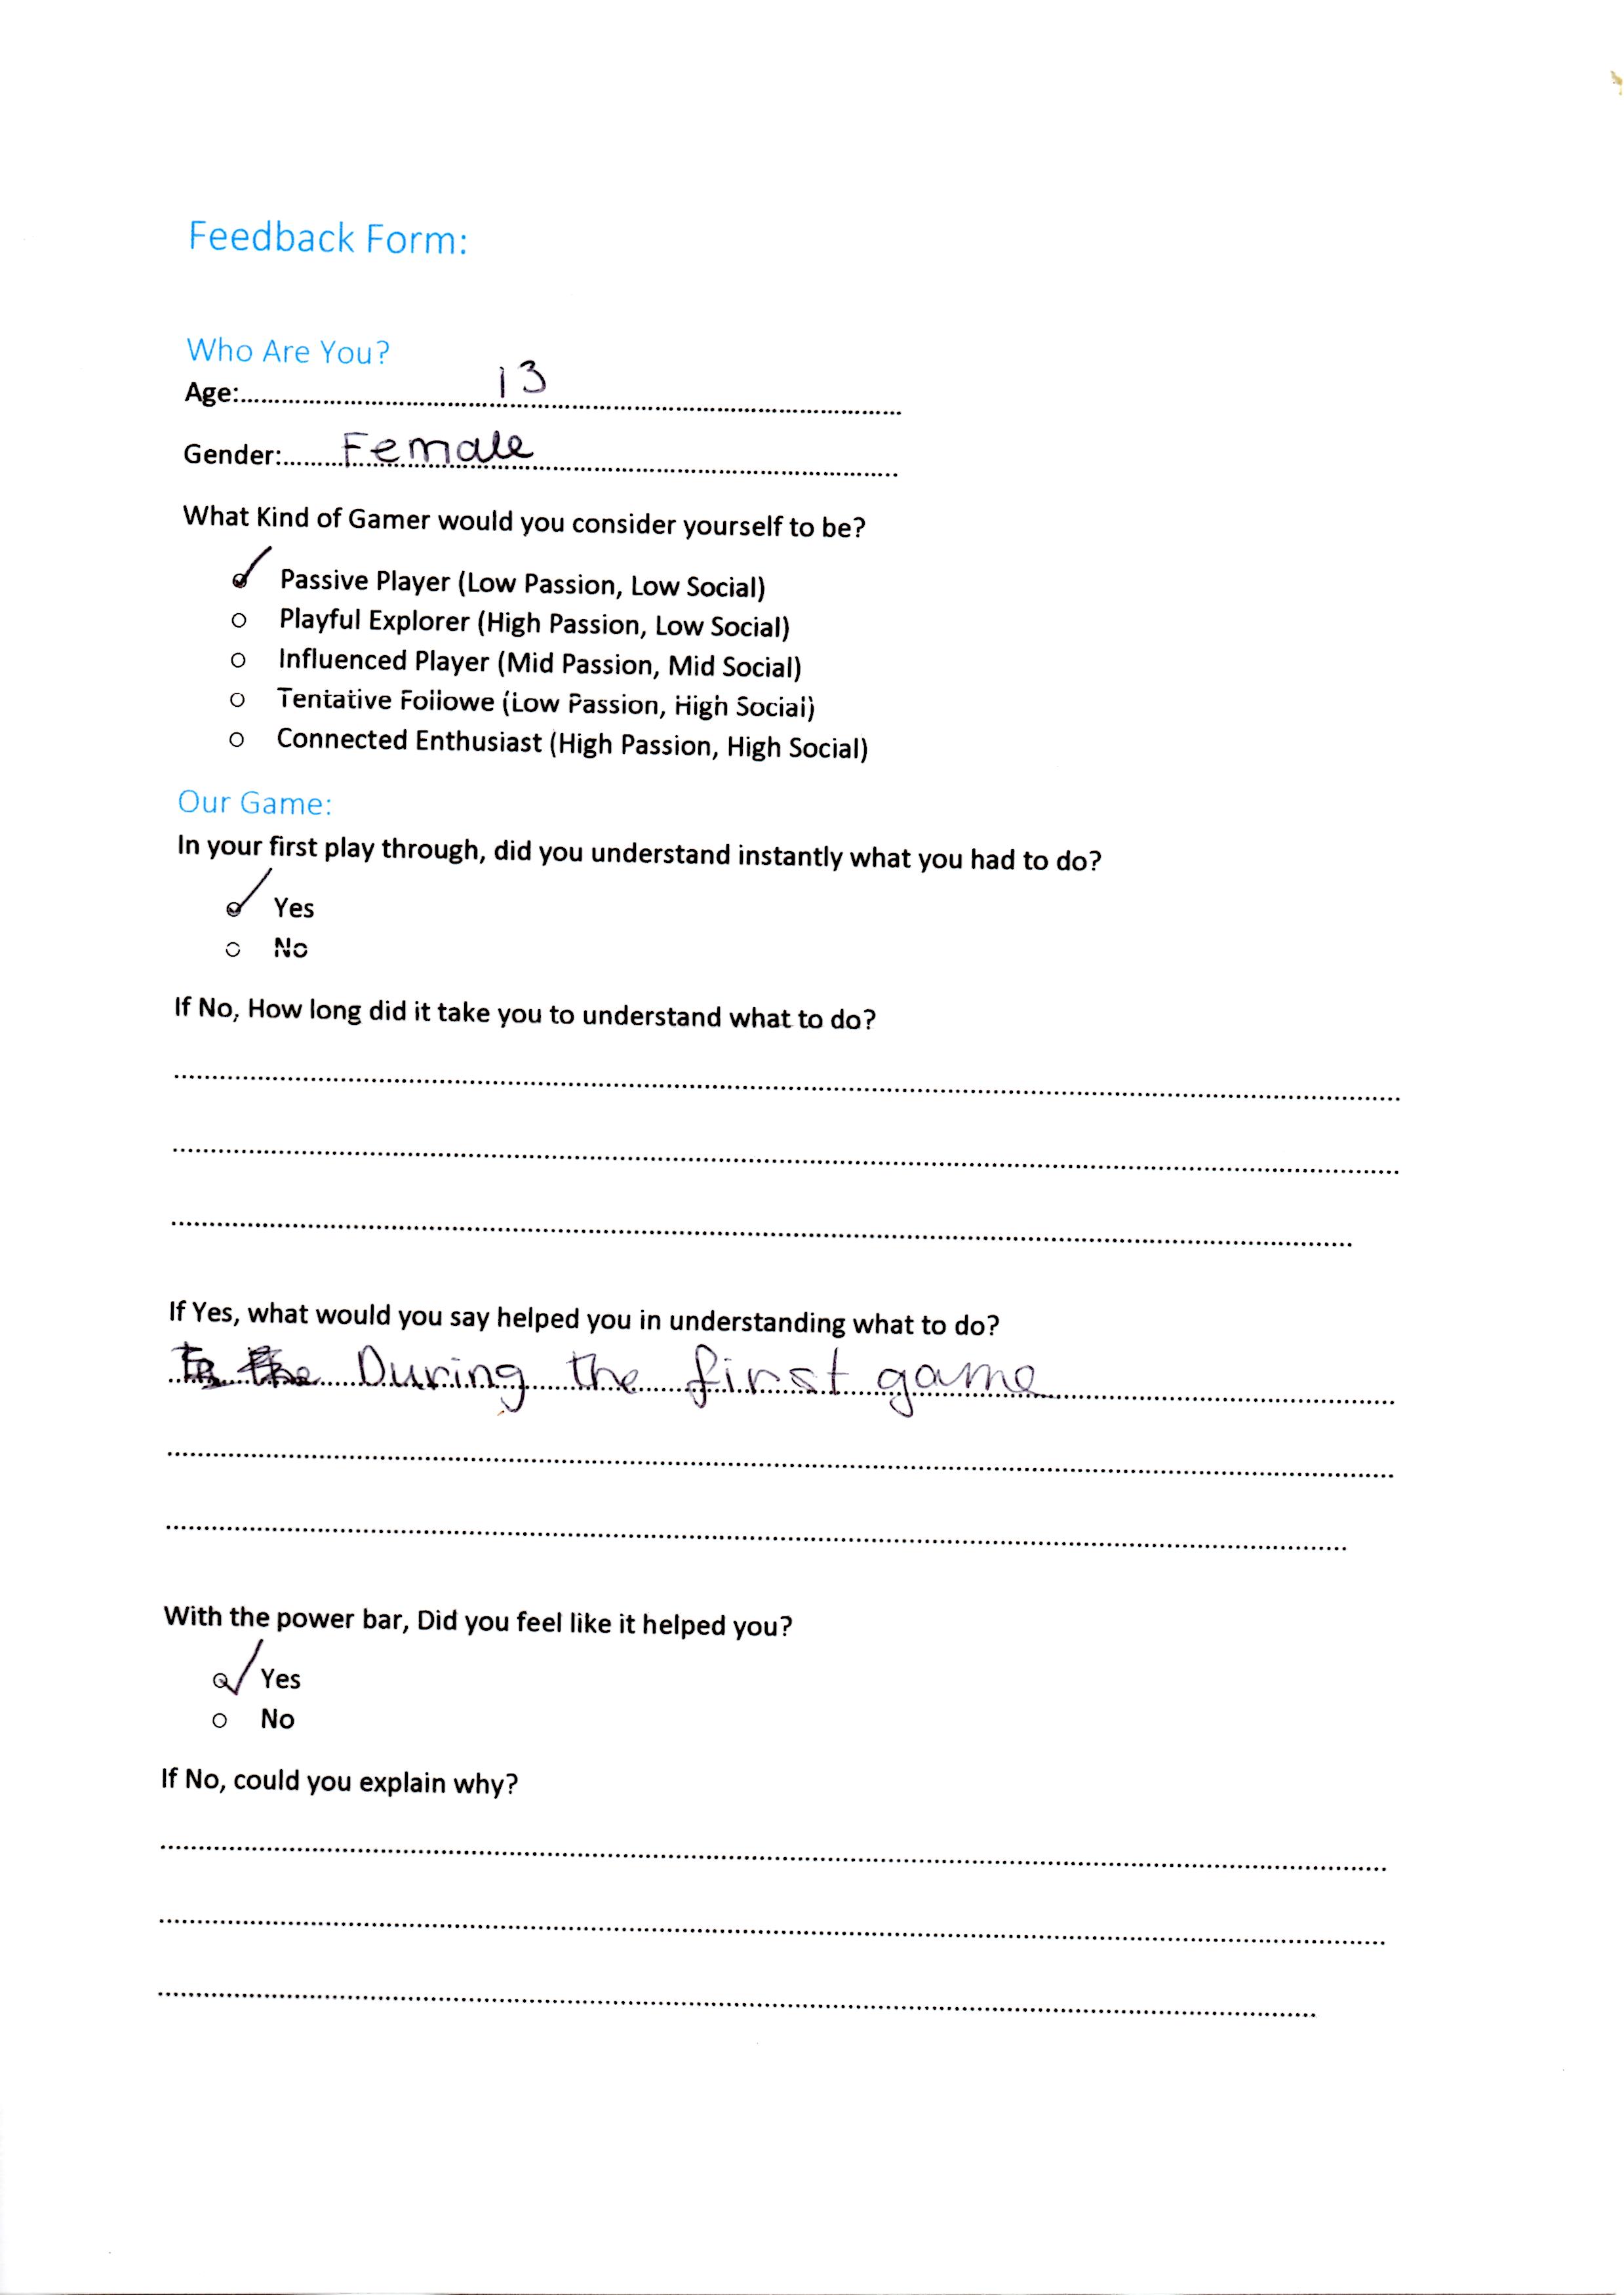 Feedback Form:
Who Are You?
Age:..........13..........
Gender:..........Female..........
What Kind of Gamer would you consider yourself to be?
Passive Player (Low Passion, Low Social)
Playful Explorer (High Passion, Low Social)
Influenced Player (Mid Passion, Mid Social)
Tentative Followe (Low Passion, High Social)
Connected Enthusiast (High Passion, High Social)
Our Game:
In your first play through, did you understand instantly what you had to do?
Yes
No
If No, How long did it take you to understand what to do?
If Yes, what would you say helped you in understanding what to do?
During the first game
With the power bar, Did you feel like it helped you?
Yes
No
If No, could you explain why?